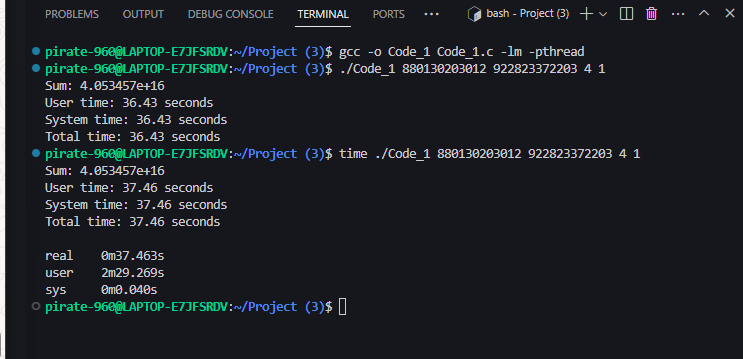 PROBLEMS OUTPUT DEBUG CONSOLE TERMINAL PORTS ··· bash - Project (3)
pirate-960@LAPTOP-E7JFSRDV:~/Project (3)$ gcc -o Code_1 Code_1.c -lm -pthread
pirate-960@LAPTOP-E7JFSRDV:~/Project (3)$ ./Code_1 880130203012 922823372203 4 1
Sum: 4.053457e+16
User time: 36.43 seconds
System time: 36.43 seconds
Total time: 36.43 seconds
pirate-960@LAPTOP-E7JFSRDV:~/Project (3)$ time ./Code_1 880130203012 922823372203 4 1
Sum: 4.053457e+16
User time: 37.46 seconds
System time: 37.46 seconds
Total time: 37.46 seconds
real 0m37.463s
user 2m29.269s
sys 0m0.040s
pirate-960@LAPTOP-E7JFSRDV:~/Project (3)$